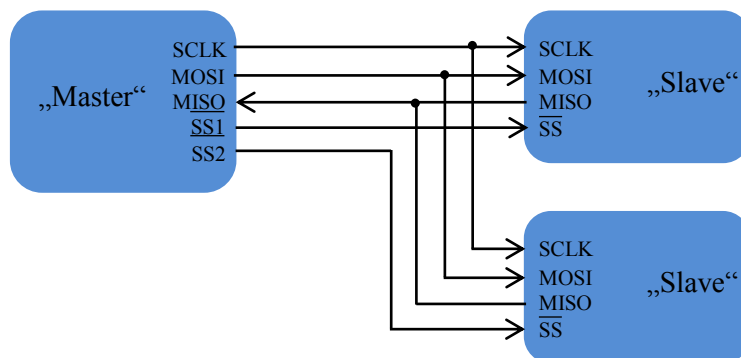 „Master“
SCLK
MOSI
MISO
SS1
SS2
SCLK
MOSI
MISO
SS
„Slave“
SCLK
MOSI
MISO
SS
„Slave“